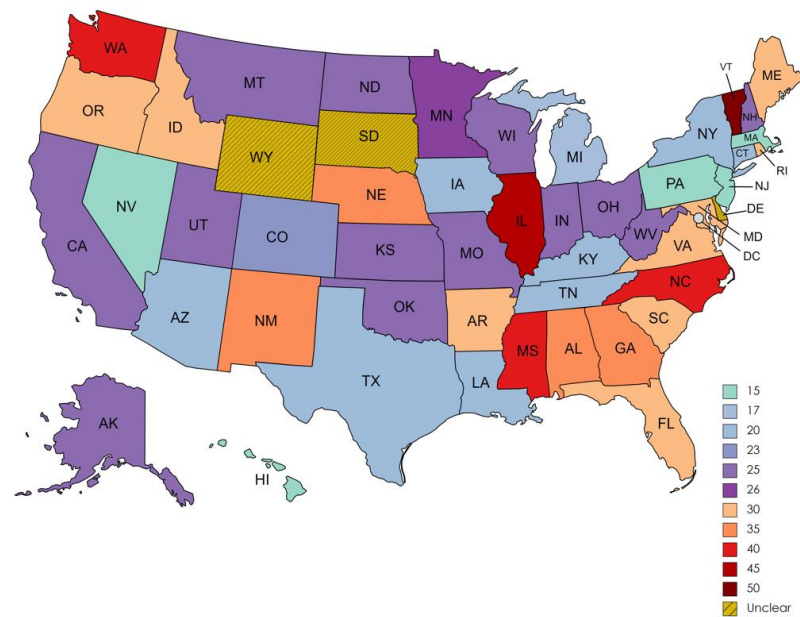 WA
MT
ND
MN
VT
ME
OR
ID
WY
SD
WI
MI
NY
NH
MA
CT
RI
NV
UT
CO
NE
IA
IL
IN
OH
PA
NJ
DE
MD
DC
CA
KS
MO
KY
WV
VA
AZ
NM
OK
AR
TN
NC
SC
TX
LA
MS
AL
GA
FL
AK
HI
15
17
20
23
25
26
30
35
40
45
50
Unclear